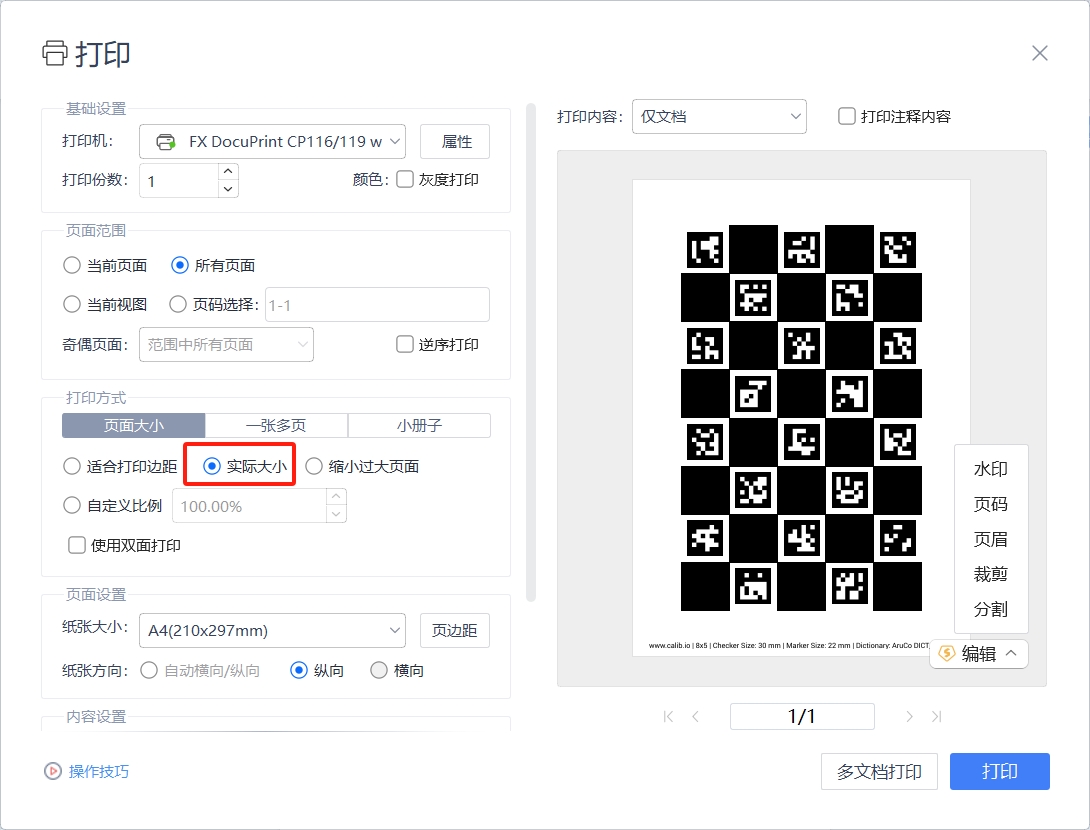 打印
基础设置
打印机： FX DocuPrint CP116/119 w 属性
打印份数： 1 颜色： 灰度打印
页面范围
当前页面 所有页面
当前视图 页码选择： 1-1
奇偶页面： 范围中所有页面 逆序打印
打印方式
页面大小 一张多页 小册子
适合打印边距 实际大小 缩小过大页面
自定义比例 100.00%
使用双面打印
页面设置
纸张大小： A4(210x297mm) 页边距
纸张方向： 自动横向/纵向 纵向 横向
内容设置
操作技巧
打印内容： 仅文档 打印注释内容
www.calib.io | 8x5 | Checker Size: 30 mm | Marker Size: 22 mm | Dictionary: AruCo DICT
水印
页码
页眉
裁剪
分割
编辑
1/1
多文档打印 打印